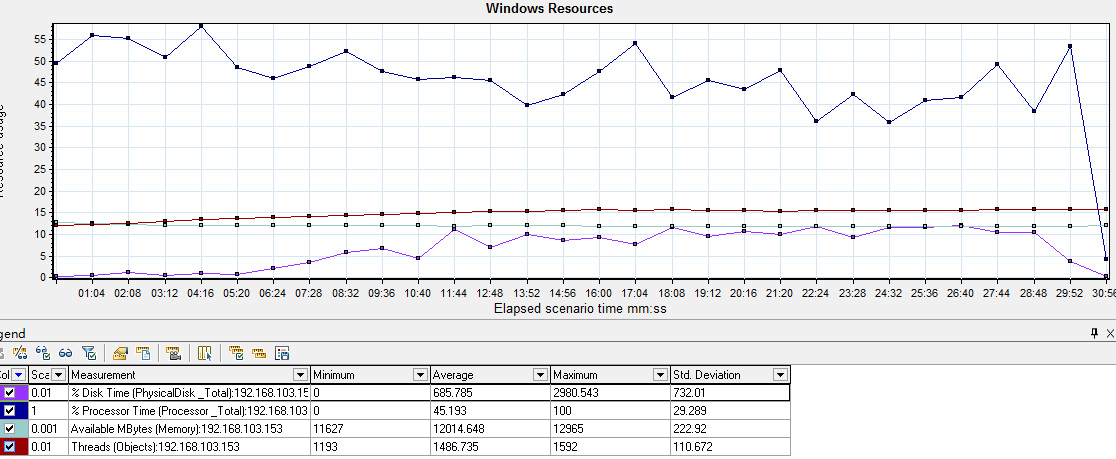 Windows Resources
55
50
45
40
35
30
25
20
15
10
5
0
01:04 02:08 03:12 04:16 05:20 06:24 07:28 08:32 09:36 10:40 11:44 12:48 13:52 14:56 16:00 17:04 18:08 19:12 20:16 21:20 22:24 23:28 24:32 25:36 26:40 27:44 28:48 29:52 30:56
Elapsed scenario time mm:ss
gend
Col Sca Measurement Minimum Average Maximum Std. Deviation
0.01 % Disk Time (PhysicalDisk _Total):192.168.103.15 0 685.785 2980.543 732.01
1 % Processor Time (Processor _Total):192.168.103 0 45.193 100 29.289
0.001 Available MBytes (Memory):192.168.103.153 11627 12014.648 12965 222.92
0.01 Threads (Objects):192.168.103.153 1193 1486.735 1592 110.672